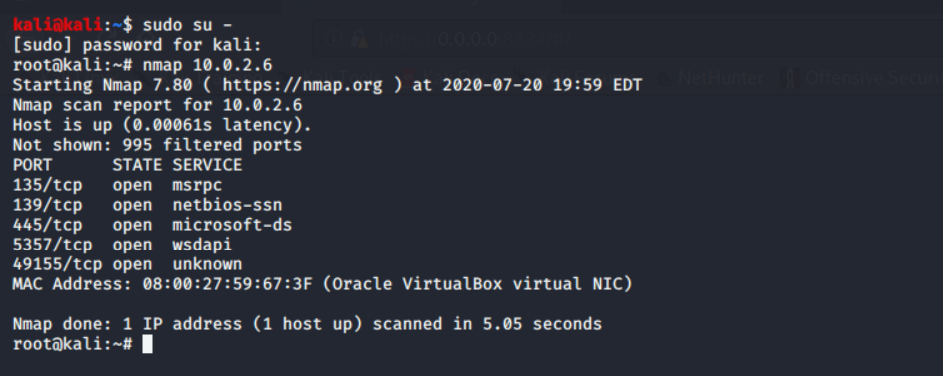 kali@kali:~$ sudo su -
[sudo] password for kali:
root@kali:~# nmap 10.0.2.6
Starting Nmap 7.80 ( https://nmap.org ) at 2020-07-20 19:59 EDT
Nmap scan report for 10.0.2.6
Host is up (0.00061s latency).
Not shown: 995 filtered ports
PORT      STATE SERVICE
135/tcp   open  msrpc
139/tcp   open  netbios-ssn
445/tcp   open  microsoft-ds
5357/tcp  open  wsdapi
49155/tcp open  unknown
MAC Address: 08:00:27:59:67:3F (Oracle VirtualBox virtual NIC)
Nmap done: 1 IP address (1 host up) scanned in 5.05 seconds
root@kali:~#
NetHunter
Offensive Securi